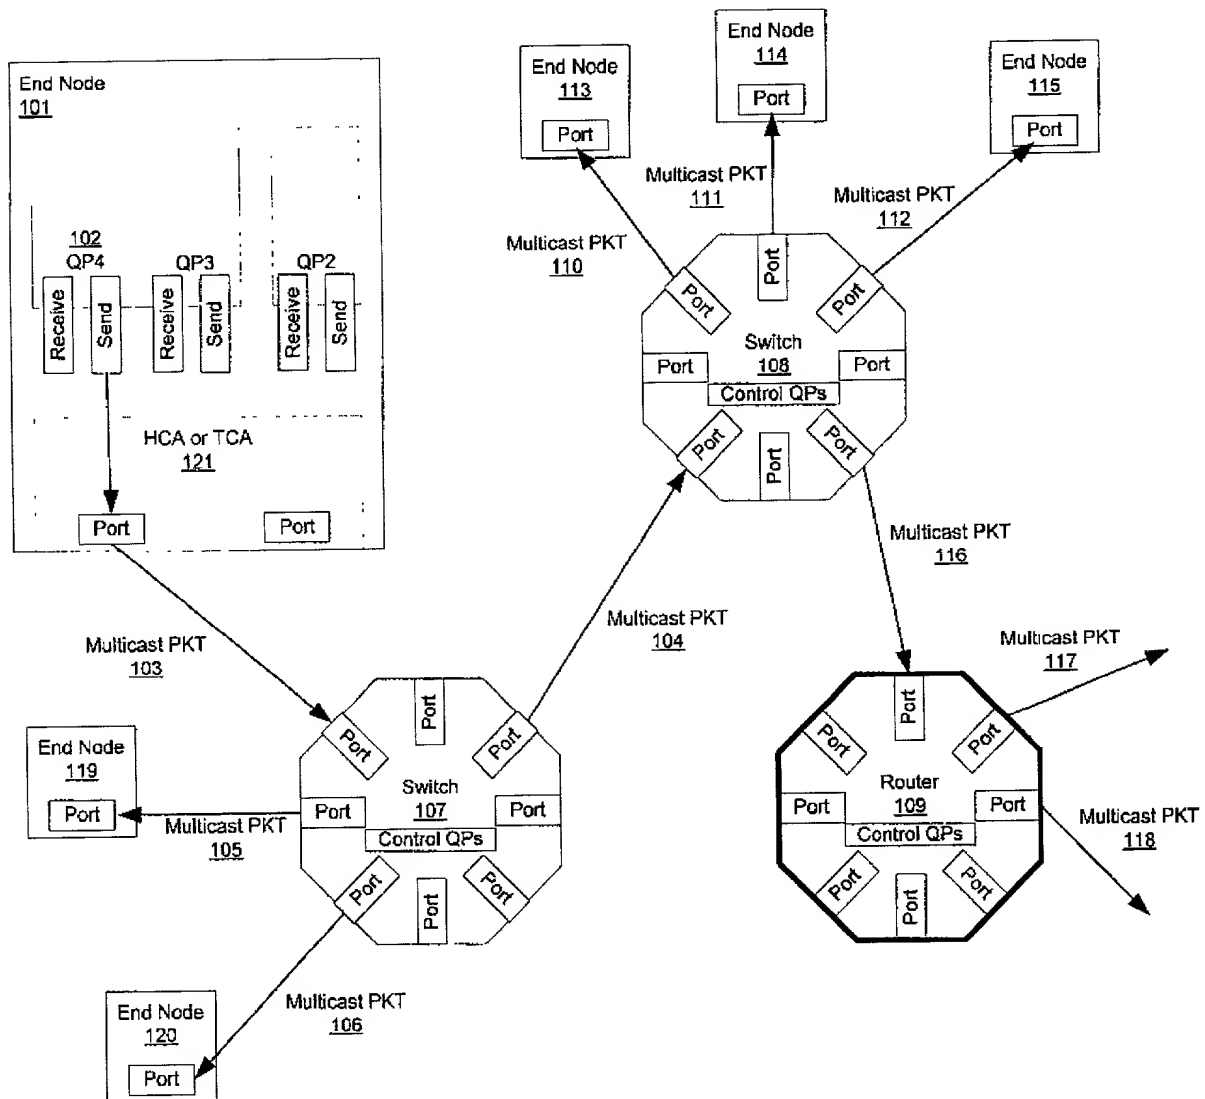 End Node
101
102
QP4
QP3
QP2
Receive
Send
Receive
Send
Receive
Send
HCA or TCA
121
Port
Port
End Node
113
Port
End Node
114
Port
End Node
115
Port
Multicast PKT
110
Multicast PKT
111
Multicast PKT
112
Port
Port
Port
Switch
108
Port
Port
Control QPs
Port
Port
Port
Multicast PKT
103
Multicast PKT
104
Multicast PKT
116
Multicast PKT
117
Multicast PKT
118
End Node
119
Port
Multicast PKT
105
Port
Port
Port
Switch
107
Port
Port
Control QPs
Port
Port
Port
Port
Port
Port
Router
109
Port
Port
Control QPs
Port
Port
Port
Multicast PKT
106
End Node
120
Port